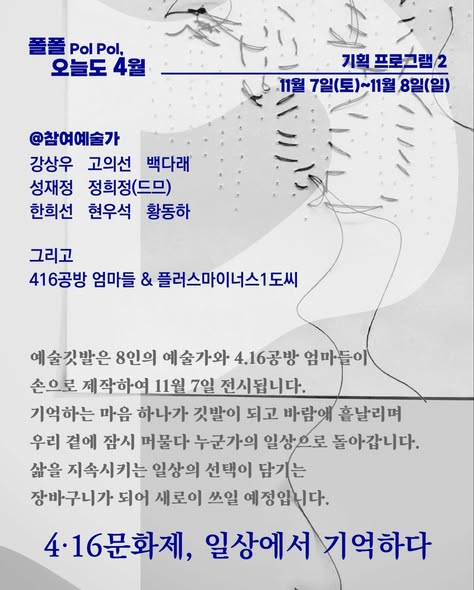 폴폴 Pol Pol,
오늘도 4월
기획 프로그램 2
11월 7일(토)~11월 8일(일)
@참여예술가
강상우 고의선 백다래
성재정 정희정(드므)
한희선 현우석 황동하
그리고
416공방 엄마들 & 플러스마이너스1도씨
예술깃발은 8인의 예술가와 4.16공방 엄마들이
손으로 제작하여 11월 7일 전시됩니다.
기억하는 마음 하나가 깃발이 되고 바람에 흩날리며
우리 곁에 잠시 머물다 누군가의 일상으로 돌아갑니다.
삶을 지속시키는 일상의 선택이 담기는
장바구니가 되어 새로이 쓰일 예정입니다.
4·16문화제, 일상에서 기억하다